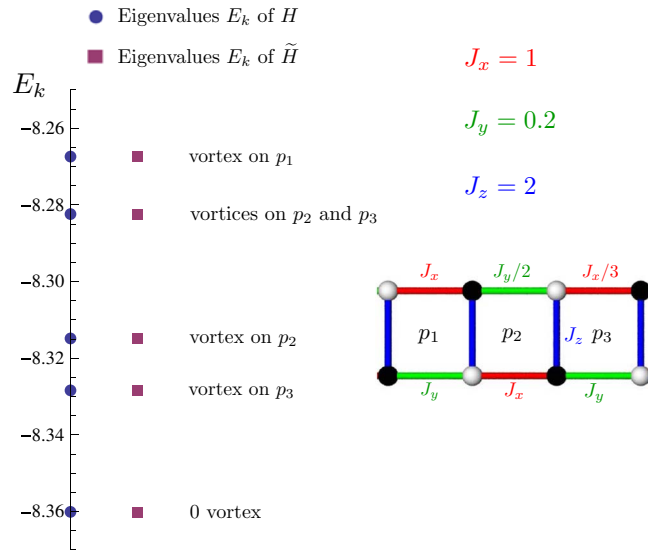 Eigenvalues E_k of H
Eigenvalues E_k of H̃
E_k
J_x = 1
J_y = 0.2
J_z = 2
−8.26
−8.28
−8.30
−8.32
−8.34
−8.36
vortex on p_1
vortices on p_2 and p_3
vortex on p_2
vortex on p_3
0 vortex
J_x J_y/2 J_x/3
p_1 p_2 J_z p_3
J_y J_x J_y